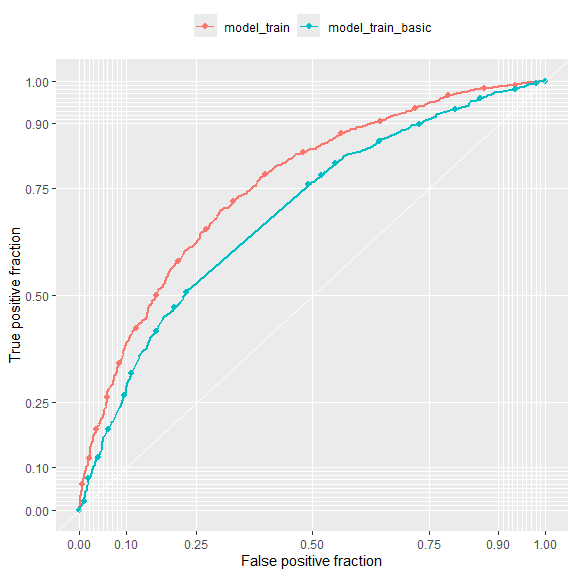 model_train model_train_basic
True positive fraction
1.00
0.90
0.75
0.50
0.25
0.10
0.00
0.00 0.10 0.25 0.50 0.75 0.90 1.00
False positive fraction